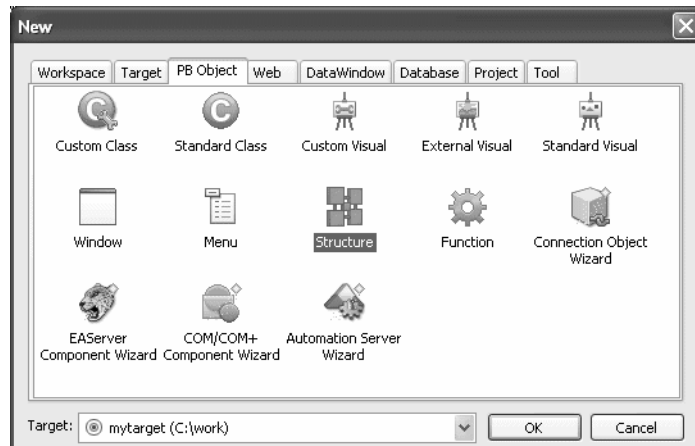 New
Workspace Target PB Object Web DataWindow Database Project Tool
Custom Class Standard Class Custom Visual External Visual Standard Visual
Window Menu Structure Function Connection Object
Wizard
EAServer COM/COM+ Automation Server
Component Wizard Component Wizard Wizard
Target: mytarget (C:\work) OK Cancel